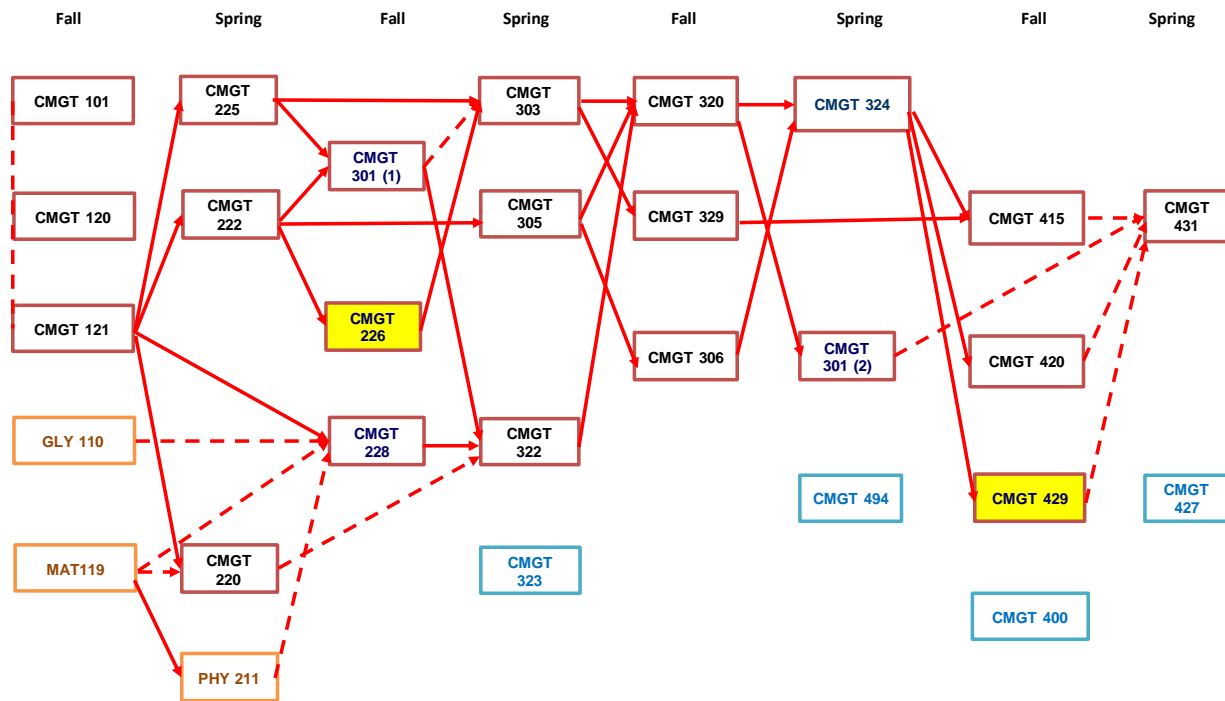 Fall
Spring
Fall
Spring
Fall
Spring
Fall
Spring
CMGT 101
CMGT
225
CMGT
303
CMGT 320
CMGT 324
CMGT
301 (1)
CMGT 120
CMGT
222
CMGT
305
CMGT 329
CMGT 415
CMGT
431
CMGT 121
CMGT
226
CMGT 306
CMGT
301 (2)
CMGT 420
GLY 110
CMGT
228
CMGT
322
CMGT 494
CMGT 429
CMGT
427
MAT119
CMGT
220
CMGT
323
CMGT 400
PHY 211